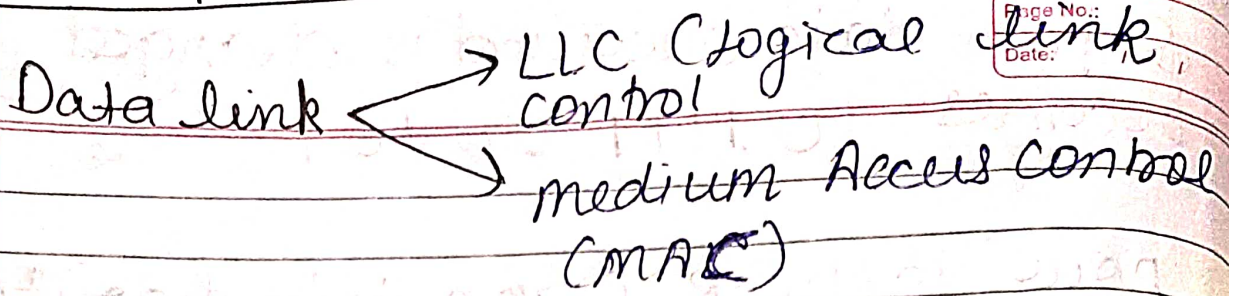 Page No.:
Date:
LLC (Logical link
control
Data link
medium Access control
(MAC)